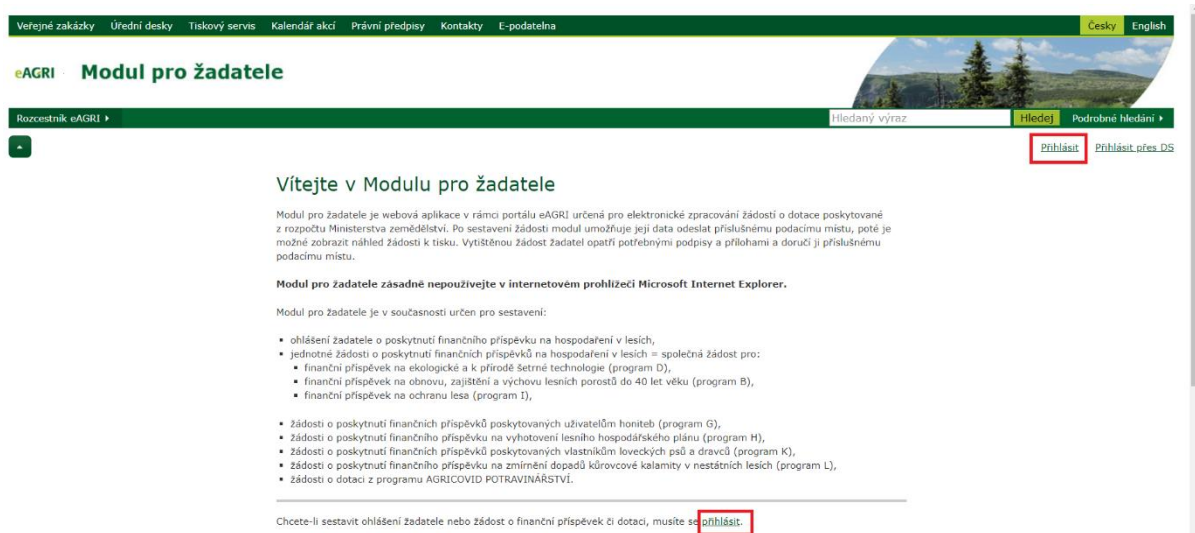 Veřejné zakázky Úřední desky Tiskový servis Kalendář akcí Právní předpisy Kontakty E-podatelna Česky English
eAGRI Modul pro žadatele
Rozcestník eAGRI Hledaný výraz Hledej Podrobné hledání
Přihlásit Přihlásit přes DS
Vítejte v Modulu pro žadatele
Modul pro žadatele je webová aplikace v rámci portálu eAGRI určená pro elektronické zpracování žádostí o dotace poskytované
z rozpočtu Ministerstva zemědělství. Po sestavení žádosti modul umožňuje její data odeslat příslušnému podacímu místu, poté je
možné zobrazit náhled žádosti k tisku. Vytištěnou žádost žadatel opatří potřebnými podpisy a přílohami a doručí ji příslušnému
podacímu místu.
Modul pro žadatele zásadně nepoužívejte v internetovém prohlížeči Microsoft Internet Explorer.
Modul pro žadatele je v současnosti určen pro sestavení:
ohlášení žadatele o poskytnutí finančního příspěvku na hospodaření v lesích,
jednotné žádosti o poskytnutí finančních příspěvků na hospodaření v lesích = společná žádost pro:
finanční příspěvek na ekologické a k přírodě šetrné technologie (program D),
finanční příspěvek na obnovu, zajištění a výchovu lesních porostů do 40 let věku (program B),
finanční příspěvek na ochranu lesa (program I),
žádosti o poskytnutí finančních příspěvků poskytovaných uživatelům honiteb (program G),
žádosti o poskytnutí finančního příspěvku na vyhotovení lesního hospodářského plánu (program H),
žádosti o poskytnutí finančních příspěvků poskytovaných vlastníkům loveckých psů a dravců (program K),
žádosti o poskytnutí finančního příspěvku na zmírnění dopadů kůrovcové kalamity v nestátních lesích (program L),
žádosti o dotaci z programu AGRICOVID POTRAVINÁŘSTVÍ.
Chcete-li sestavit ohlášení žadatele nebo žádost o finanční příspěvek či dotaci, musíte se přihlásit.